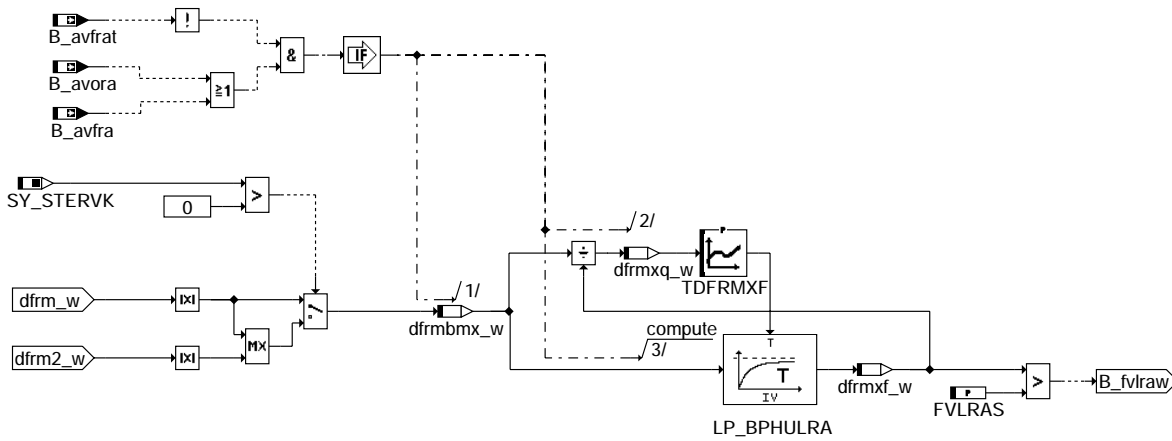 B_avfrat
!
B_avora
&
IF
≧1
B_avfra
SY_STERVK
>
0
2/
÷
P
dfrmxq_w
TDFRMXF
1/
dfrm_w
|x|
dfrmbmx_w
compute
3/
T
dfrm2_w
|x|
MX
T
IV
dfrmxf_w
P
>
B_fvlraw
FVLRAS
LP_BPHULRA